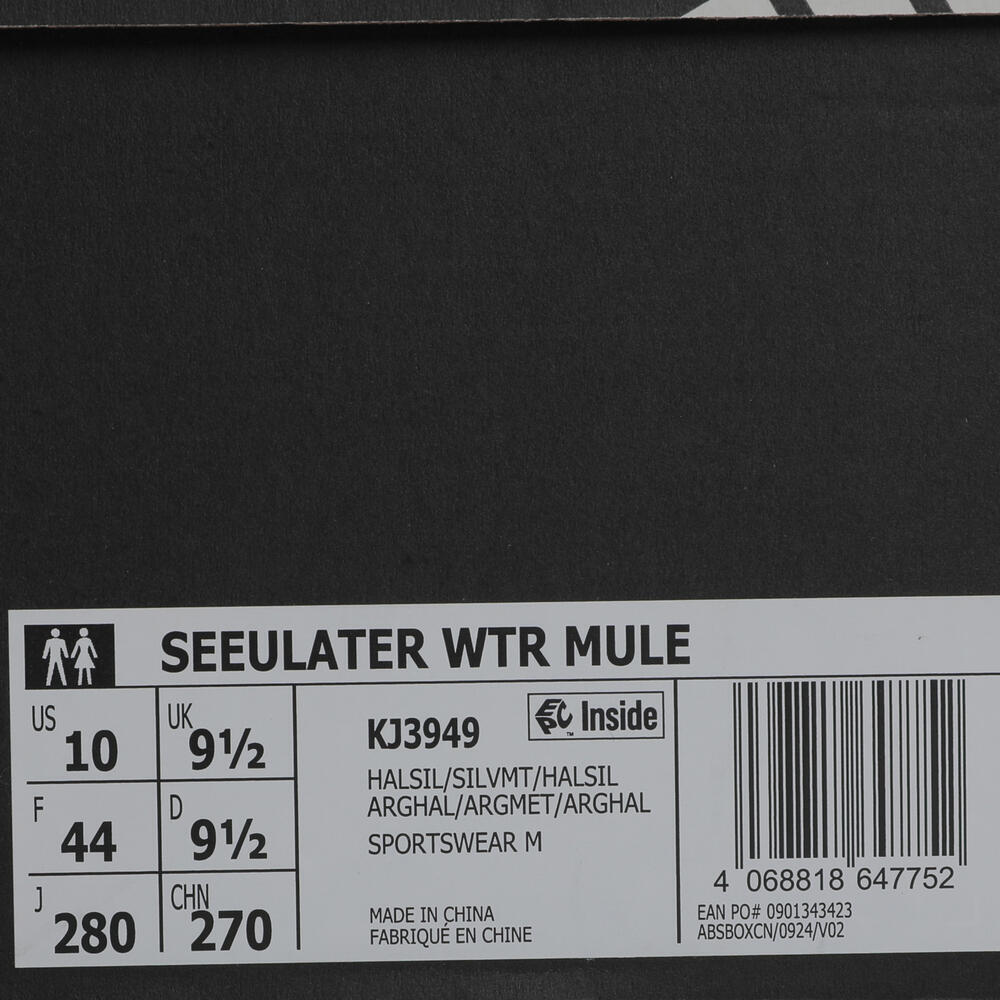 SEEULATER WTR MULE
US 10
UK 9½
F 44
D 9½
J 280
CHN 270
KJ3949
EPC Inside
™
HALSIL/SILVMT/HALSIL
ARGHAL/ARGMET/ARGHAL
SPORTSWEAR M
MADE IN CHINA
FABRIQUÉ EN CHINE
4 068818 647752
EAN PO# 0901343423
ABSBOXCN/0924/V02